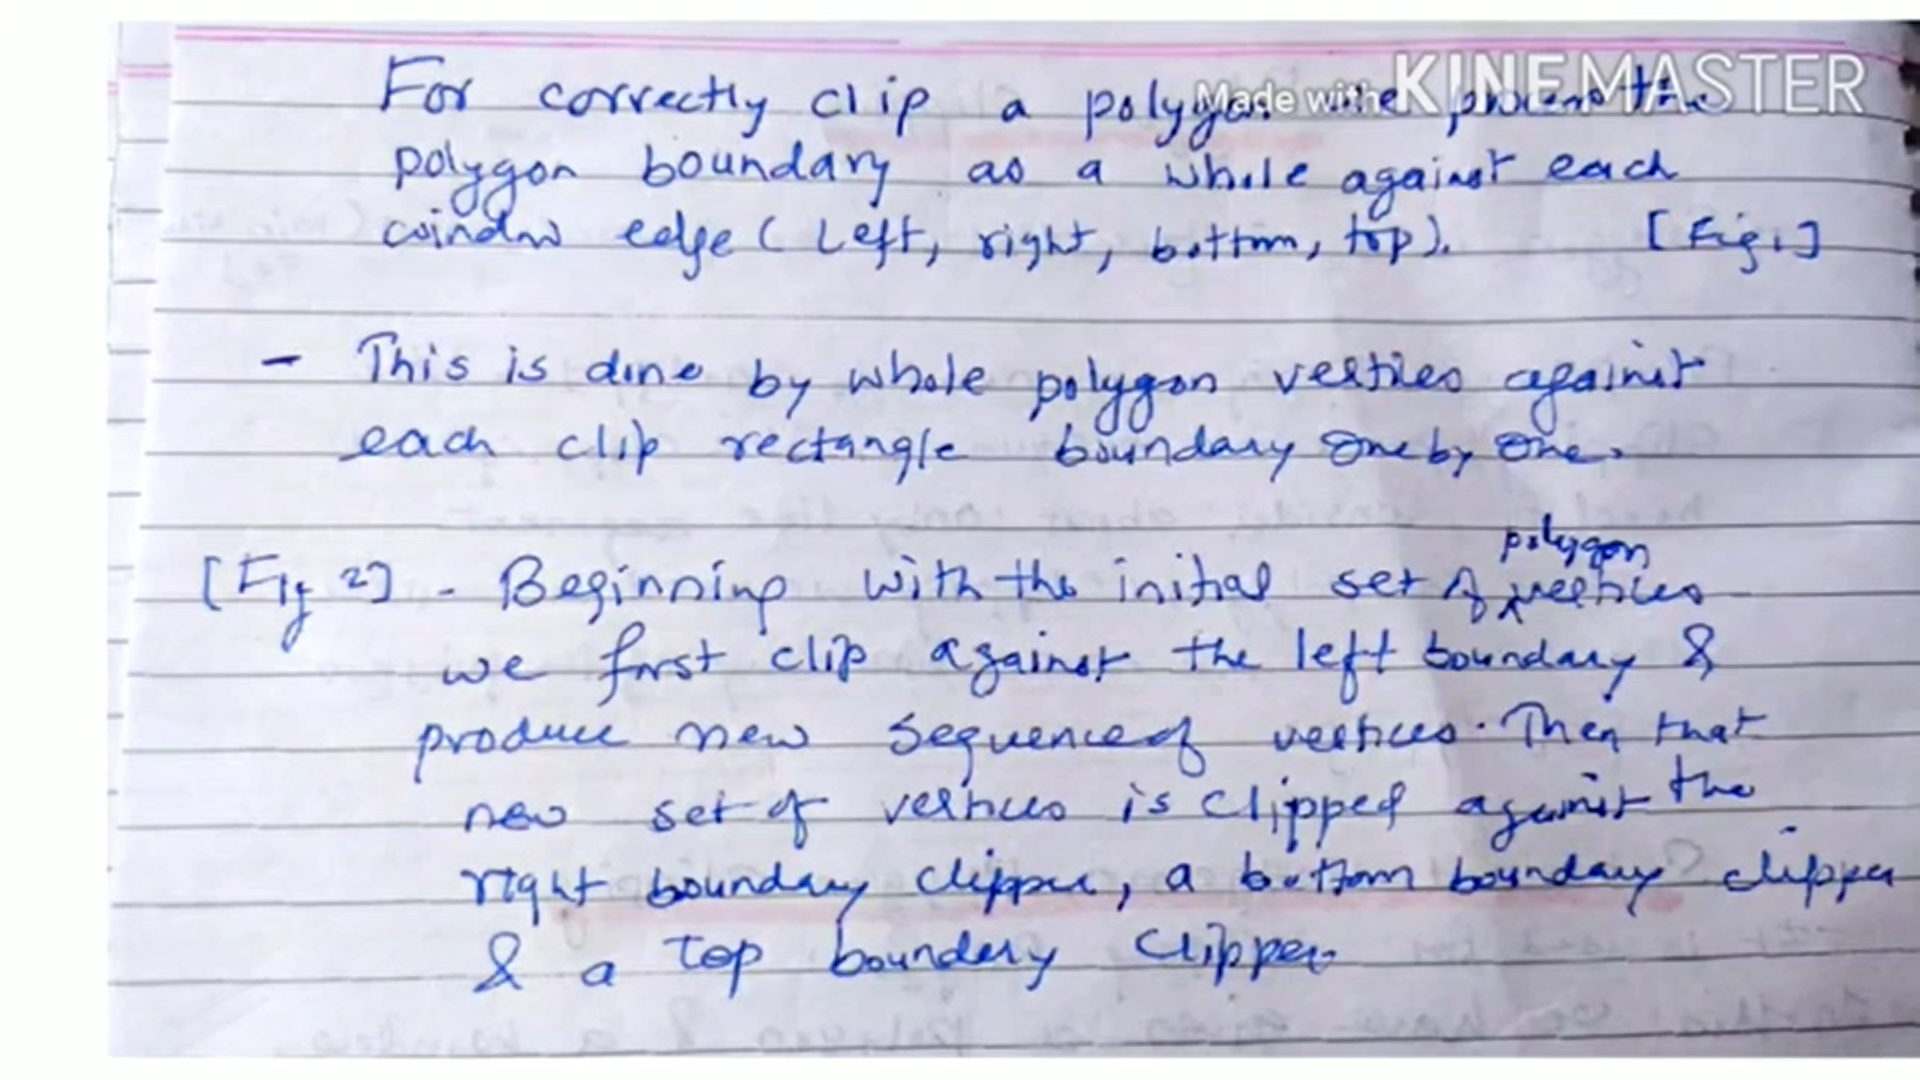 For correctly clip a polygon we process the
Made with KINEMASTER
polygon boundary as a whole against each
window edge (Left, right, bottom, top). [Fig 1]
- This is done by whole polygon vertices against
each clip rectangle boundary one by one.
polygon
[Fig 2] - Beginning with the initial set of vertices
we first clip against the left boundary &
produce new sequence of vertices. Then that
new set of vertices is clipped against the
right boundary clipper, a bottom boundary clipper
& a top boundary clipper.